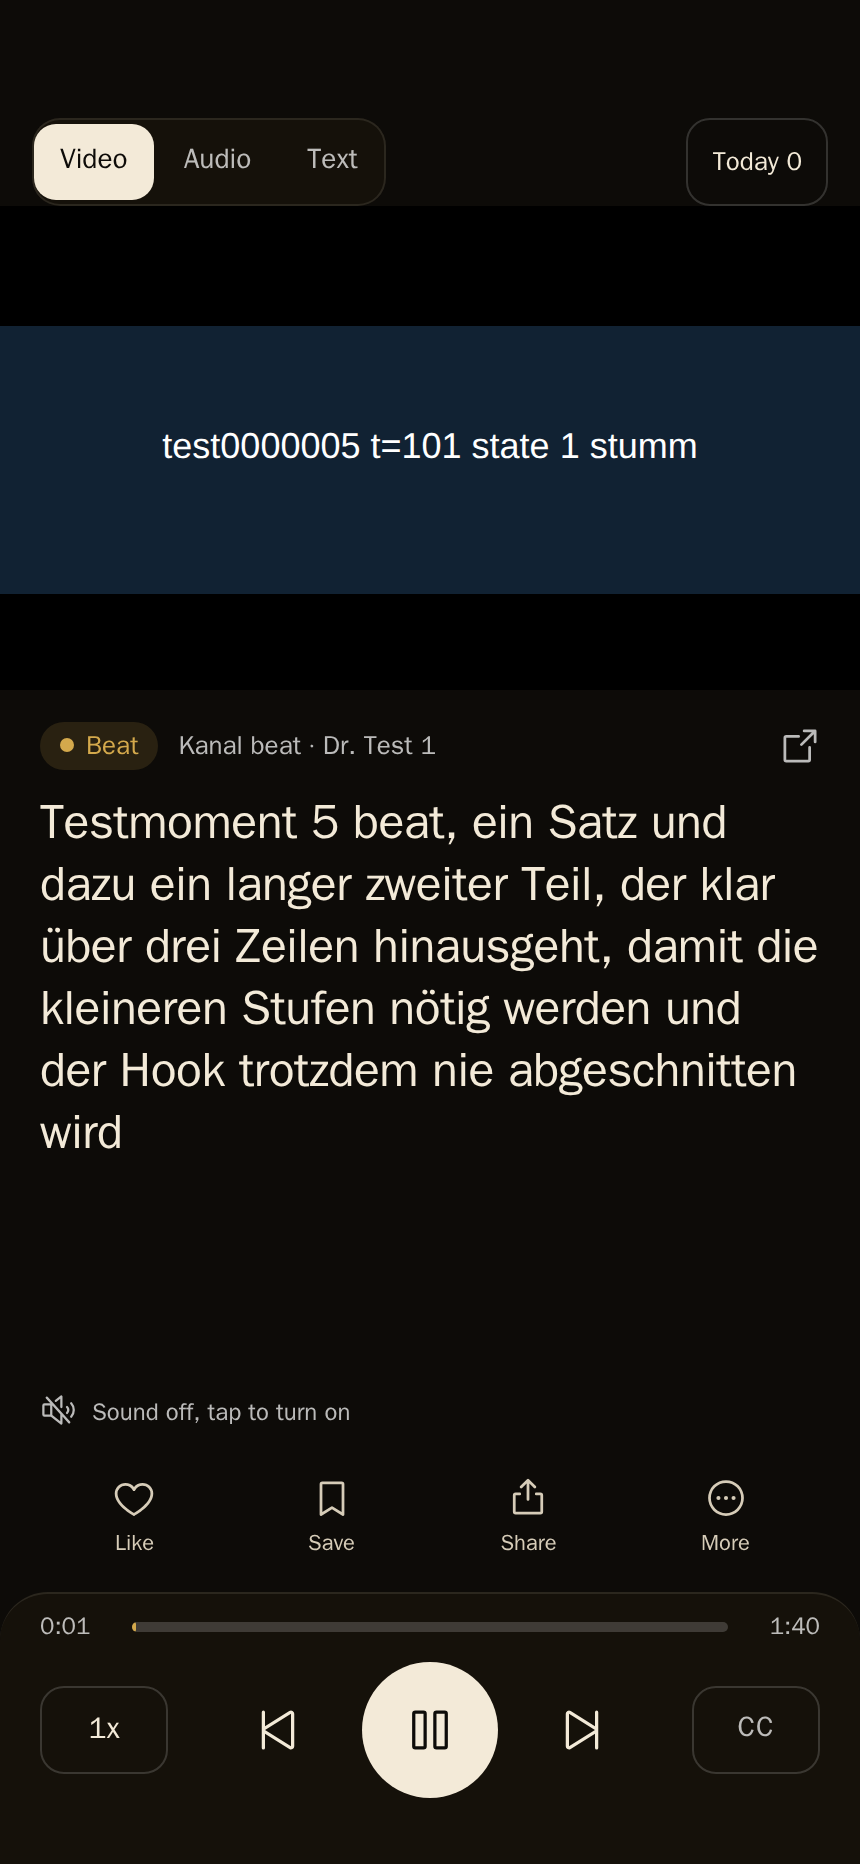 Video Audio Text Today 0
test0000005 t=101 state 1 stumm
Beat Kanal beat · Dr. Test 1
Testmoment 5 beat, ein Satz und
dazu ein langer zweiter Teil, der klar
über drei Zeilen hinausgeht, damit die
kleineren Stufen nötig werden und
der Hook trotzdem nie abgeschnitten
wird
Sound off, tap to turn on
Like Save Share More
0:01 1:40
1x CC